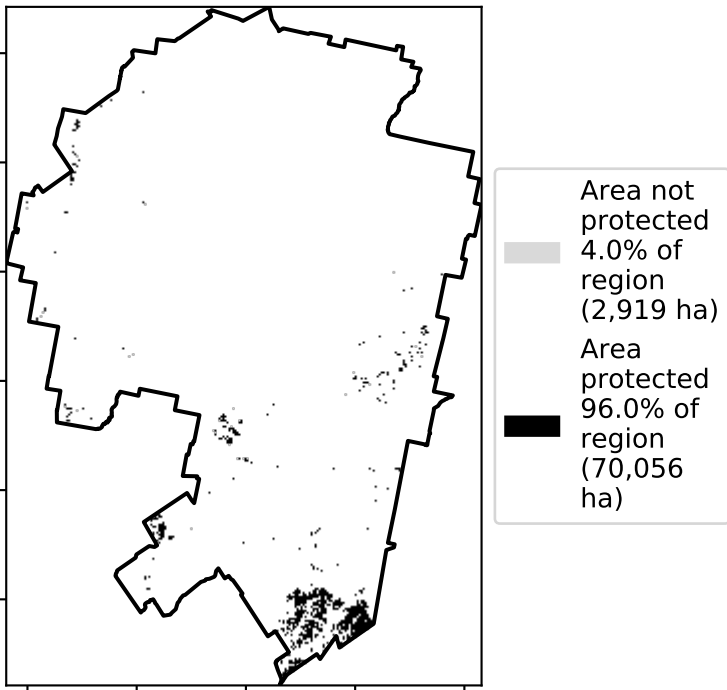 Area not
protected
4.0% of
region
(2,919 ha)
Area
protected
96.0% of
region
(70,056
ha)